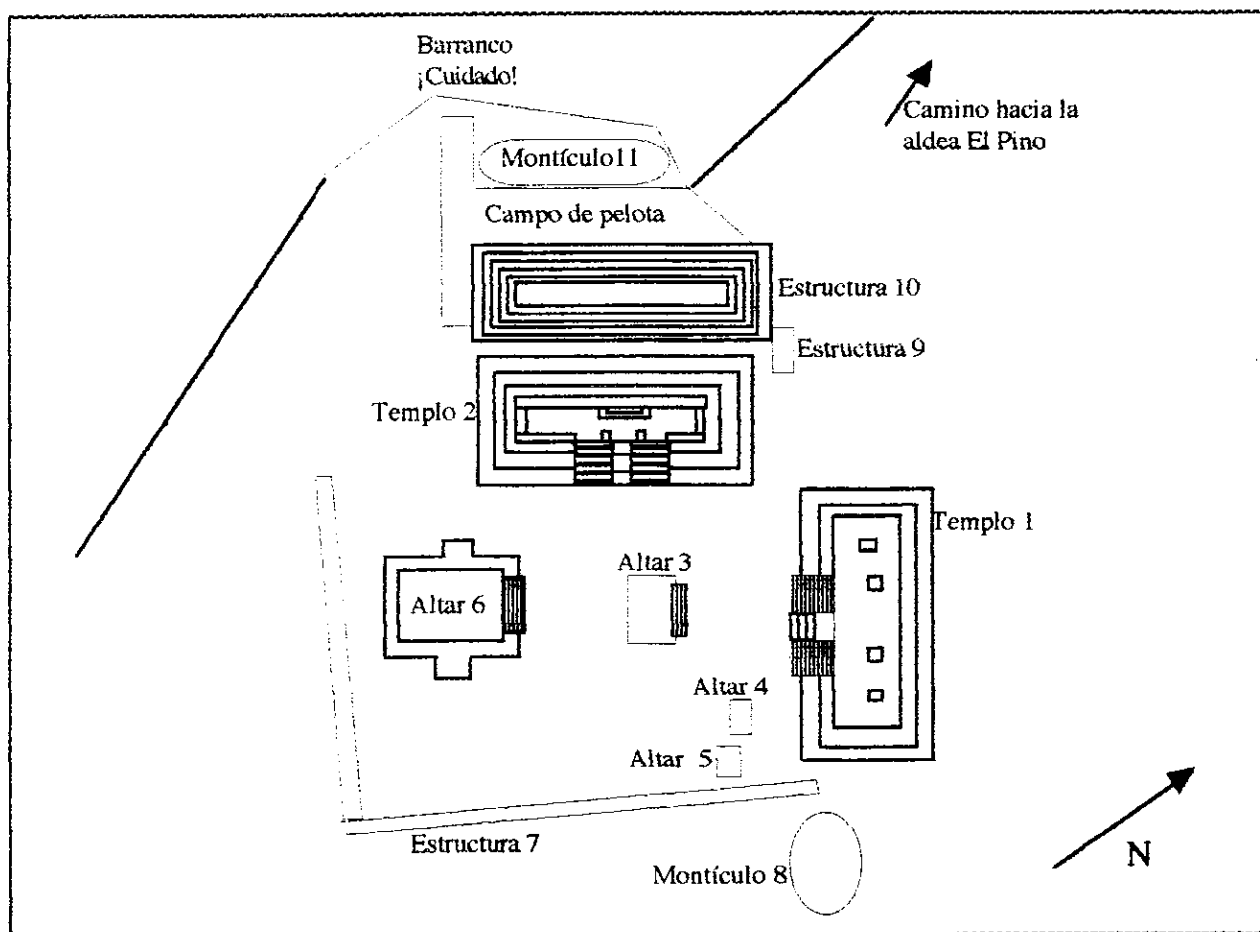 Barranco
¡Cuidado!
Camino hacia la
aldea El Pino
Montículo11
Campo de pelota
Estructura 10
Estructura 9
Templo 2
Templo 1
Altar 3
Altar 6
Altar 4
Altar 5
Estructura 7
Montículo 8
N